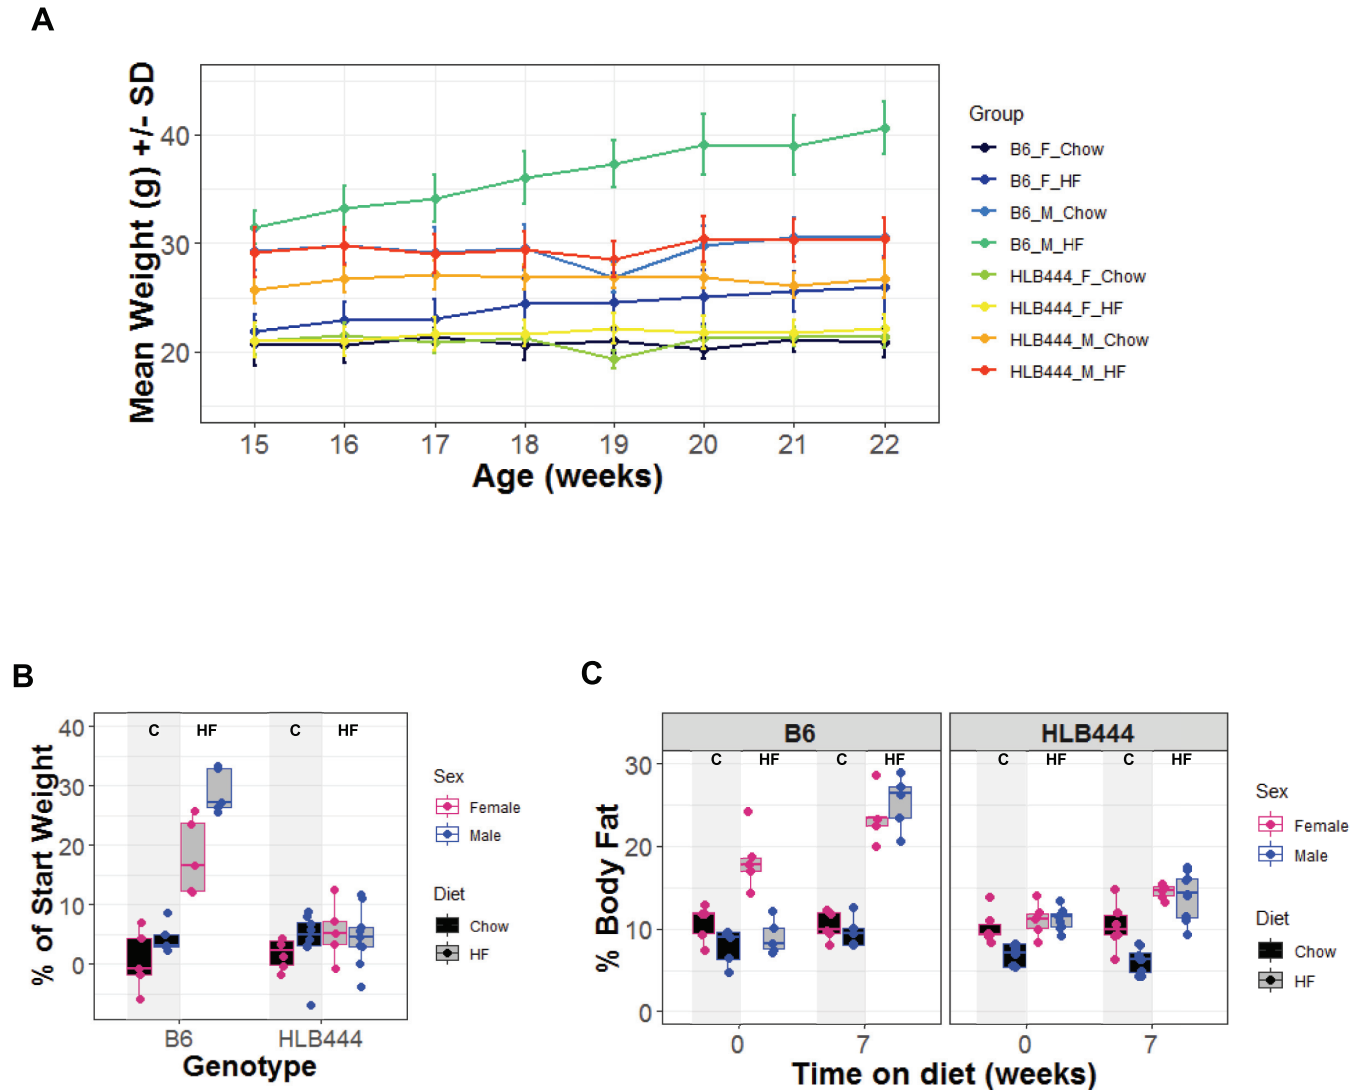 A
Mean Weight (g) +/- SD
40
30
20
15 16 17 18 19 20 21 22
Age (weeks)
Group
B6_F_Chow
B6_F_HF
B6_M_Chow
B6_M_HF
HLB444_F_Chow
HLB444_F_HF
HLB444_M_Chow
HLB444_M_HF
B
% of Start Weight
40
30
20
10
0
C HF C HF
B6 HLB444
Genotype
Sex
Female
Male
Diet
Chow
HF
C
% Body Fat
30
20
10
0
B6 HLB444
C HF C HF C HF C HF
0 7 0 7
Time on diet (weeks)
Sex
Female
Male
Diet
Chow
HF